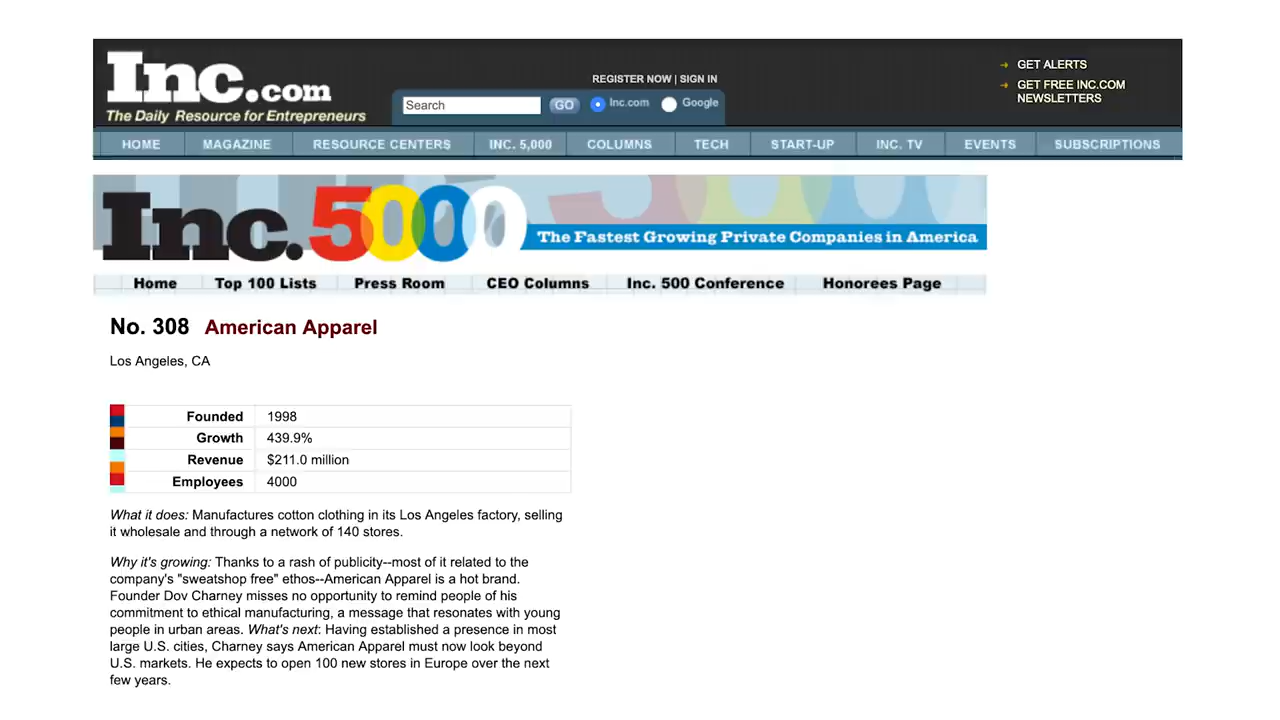 Inc.com
The Daily Resource for Entrepreneurs
REGISTER NOW | SIGN IN
Search GO Inc.com Google
GET ALERTS
GET FREE INC.COM
NEWSLETTERS
HOME MAGAZINE RESOURCE CENTERS INC. 5,000 COLUMNS TECH START-UP INC. TV EVENTS SUBSCRIPTIONS
Inc. 5000
The Fastest Growing Private Companies in America
Home Top 100 Lists Press Room CEO Columns Inc. 500 Conference Honorees Page
No. 308 American Apparel
Los Angeles, CA
Founded 1998
Growth 439.9%
Revenue $211.0 million
Employees 4000
What it does: Manufactures cotton clothing in its Los Angeles factory, selling
it wholesale and through a network of 140 stores.
Why it's growing: Thanks to a rash of publicity--most of it related to the
company's "sweatshop free" ethos--American Apparel is a hot brand.
Founder Dov Charney misses no opportunity to remind people of his
commitment to ethical manufacturing, a message that resonates with young
people in urban areas. What's next: Having established a presence in most
large U.S. cities, Charney says American Apparel must now look beyond
U.S. markets. He expects to open 100 new stores in Europe over the next
few years.